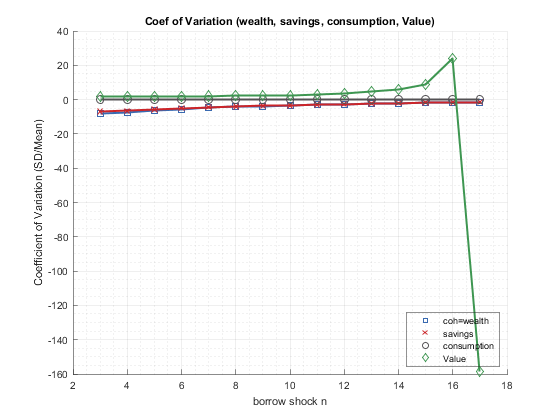 Coef of Variation (wealth, savings, consumption, Value)
40
20
0
-20
-40
-60
-80
-100
-120
-140
-160
Coefficient of Variation (SD/Mean)
coh=wealth
savings
consumption
Value
2 4 6 8 10 12 14 16 18
borrow shock n